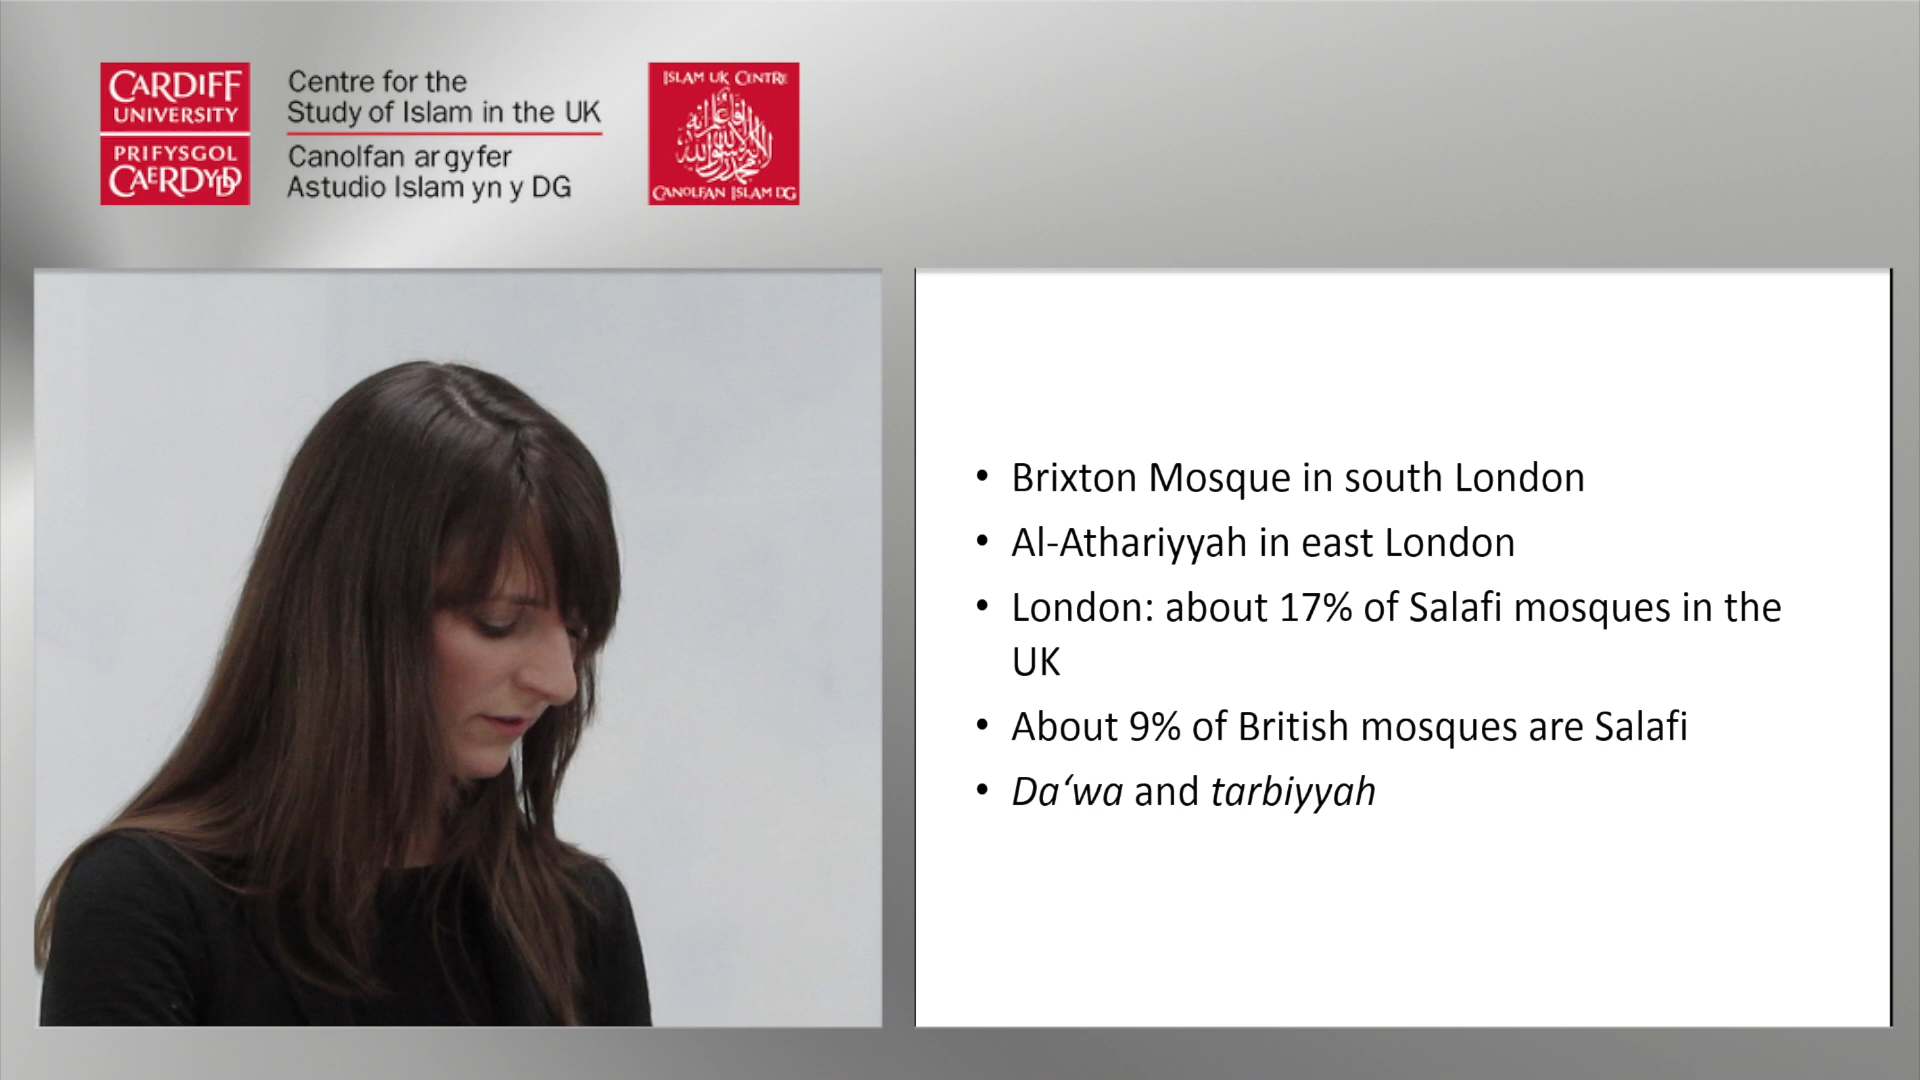 CARDIFF
UNIVERSITY
PRIFYSGOL
CAERDYDD
Centre for the
Study of Islam in the UK
Canolfan ar gyfer
Astudio Islam yn y DG
ISLAM UK CENTRE
CANOLFAN ISLAM DG
• Brixton Mosque in south London
• Al-Athariyyah in east London
• London: about 17% of Salafi mosques in the
UK
• About 9% of British mosques are Salafi
• Da‘wa and tarbiyyah